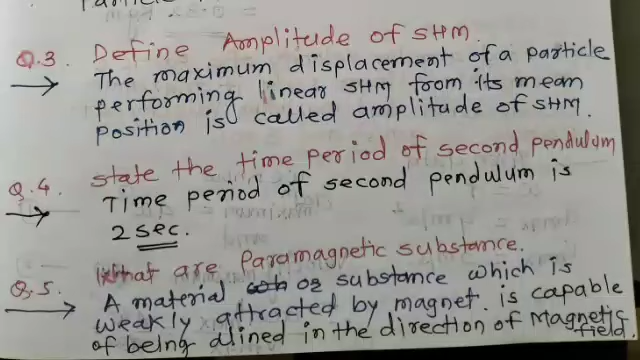 Q.3. Define Amplitude of SHM.
→ The maximum displacement of a particle
performing linear SHM from its mean
position is called amplitude of SHM.
Q.4. State the time period of second pendulum
→ Time period of second pendulum is
2 sec.
Q.5. What are Paramagnetic substance.
→ A material or substance which is
weakly attracted by magnet. is capable
of being alined in the direction of Magnetic
field.